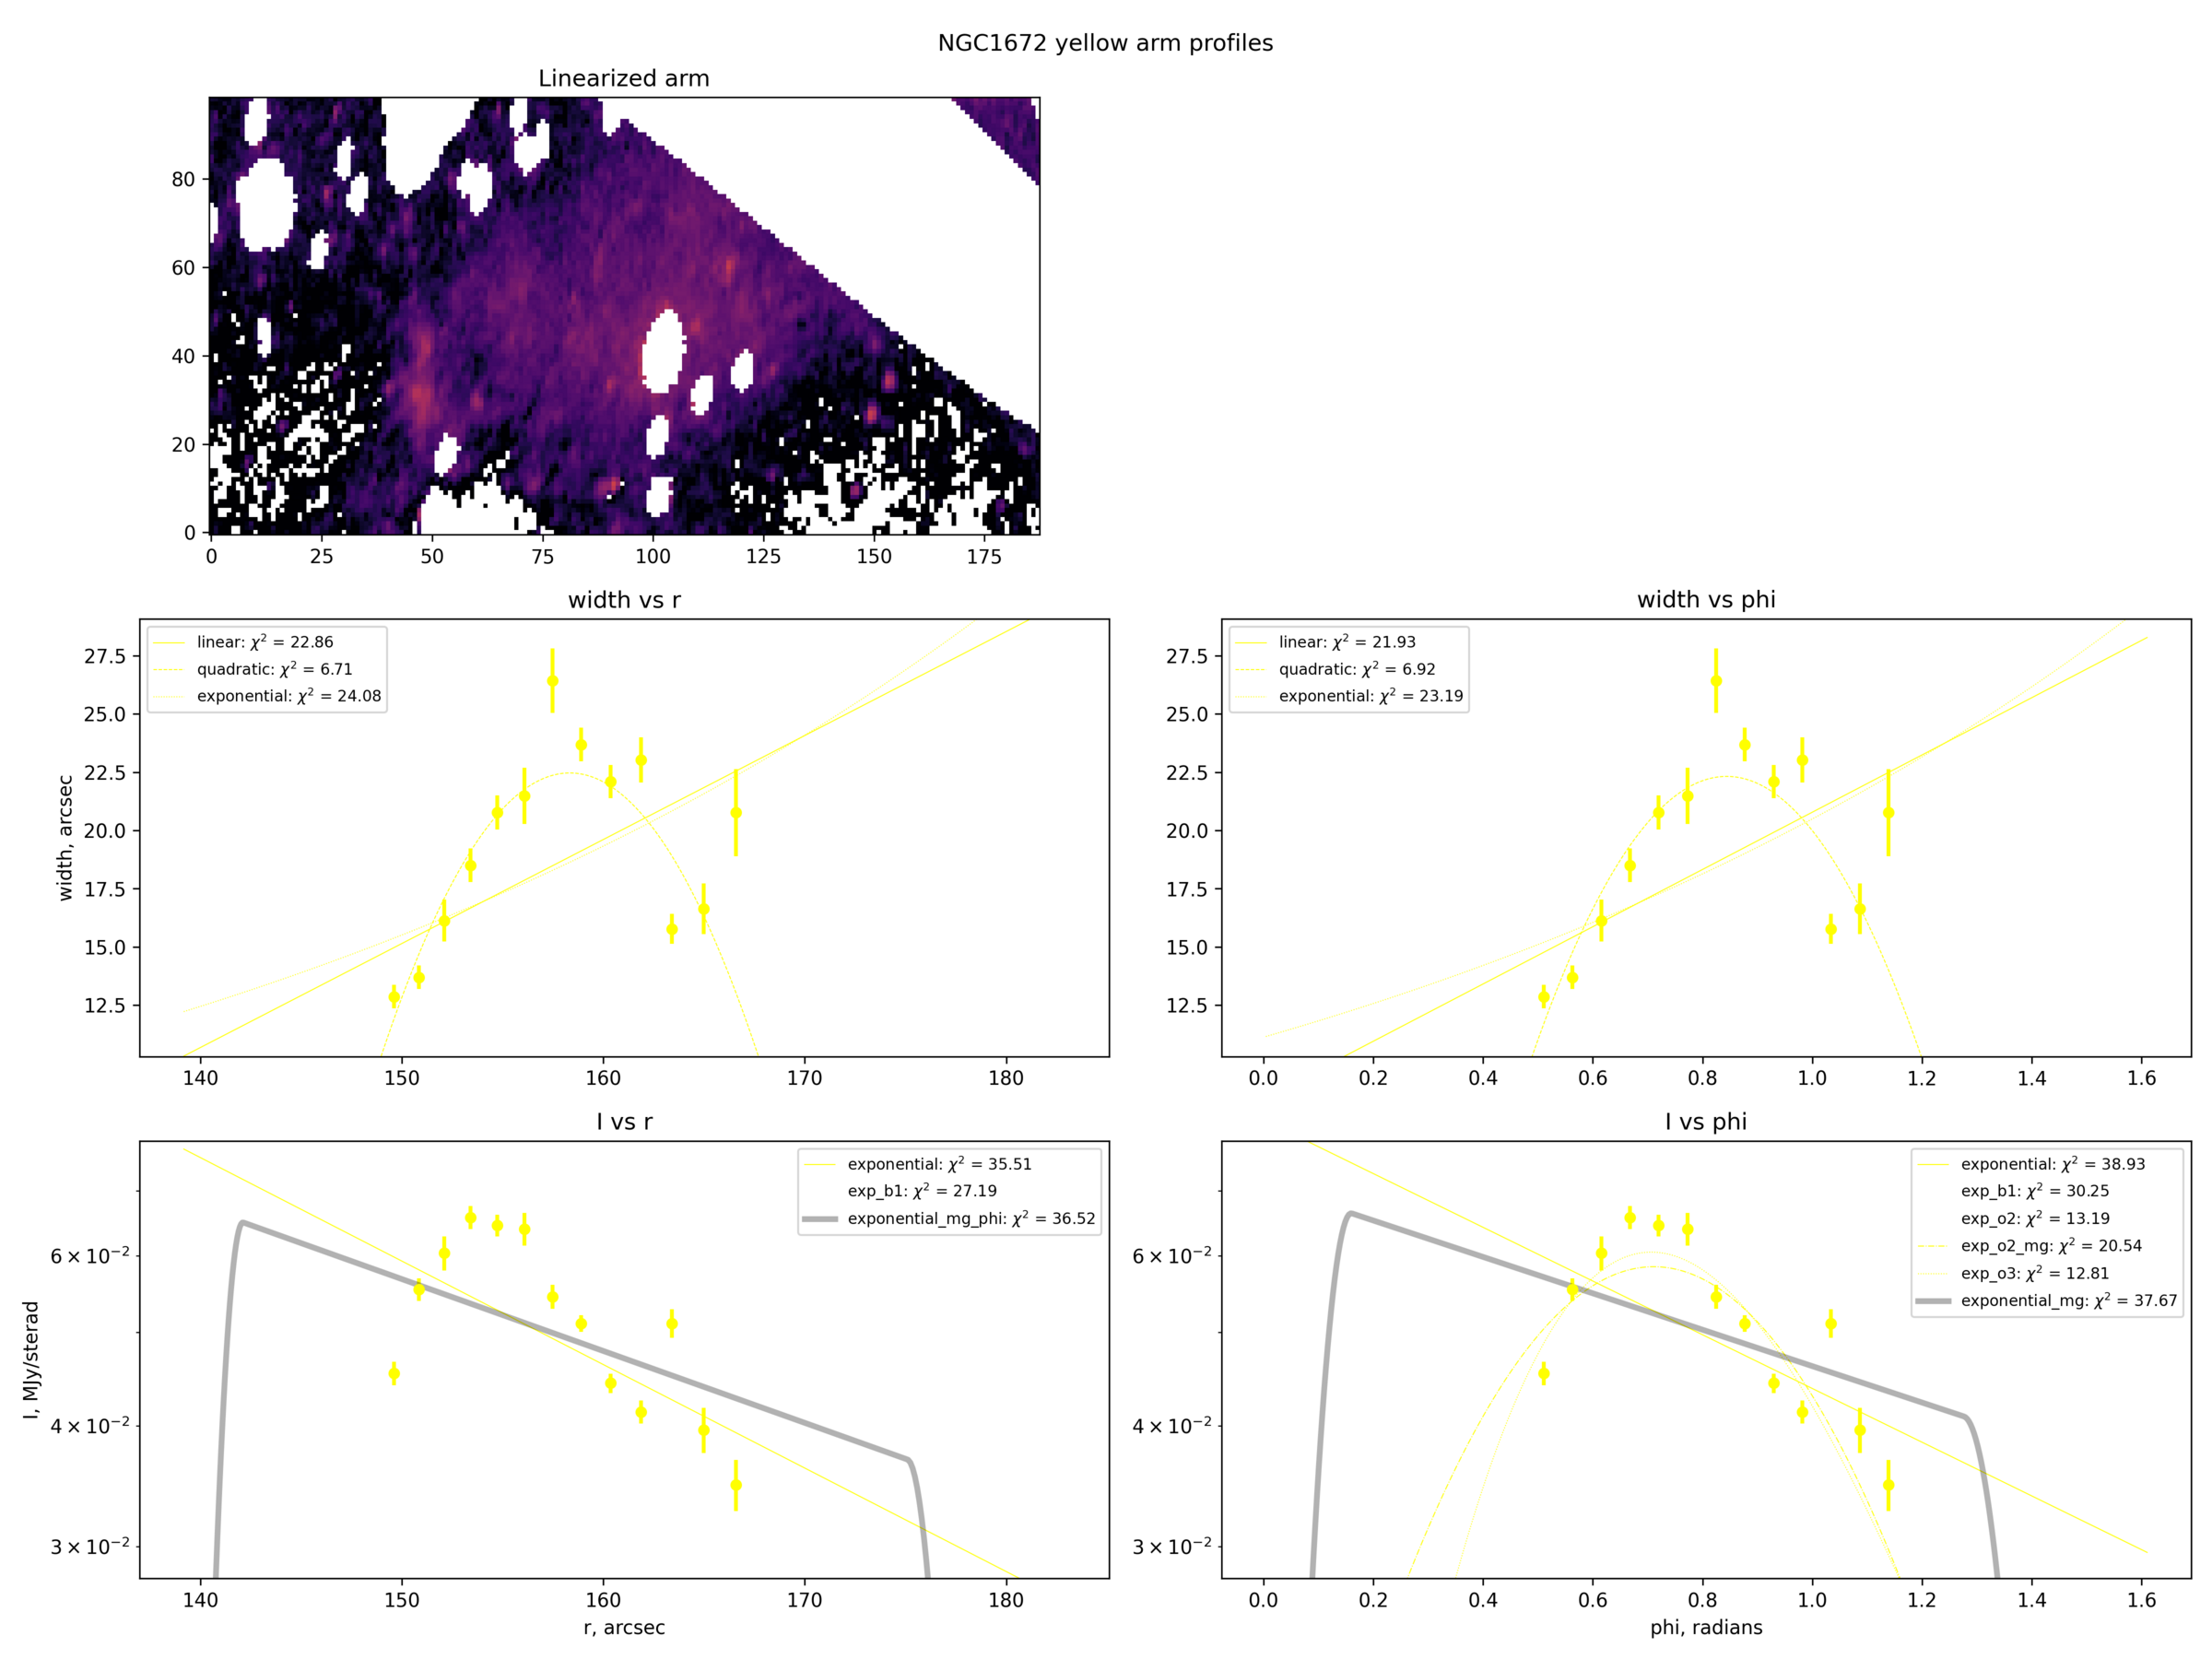 NGC1672 yellow arm profiles
Linearized arm
80
60
40
20
0
0 25 50 75 100 125 150 175
width vs r
linear: χ² = 22.86
quadratic: χ² = 6.71
exponential: χ² = 24.08
width, arcsec
27.5
25.0
22.5
20.0
17.5
15.0
12.5
140 150 160 170 180
width vs phi
linear: χ² = 21.93
quadratic: χ² = 6.92
exponential: χ² = 23.19
27.5
25.0
22.5
20.0
17.5
15.0
12.5
0.0 0.2 0.4 0.6 0.8 1.0 1.2 1.4 1.6
I vs r
exponential: χ² = 35.51
exp_b1: χ² = 27.19
exponential_mg_phi: χ² = 36.52
I, MJy/sterad
6 × 10⁻²
4 × 10⁻²
3 × 10⁻²
140 150 160 170 180
r, arcsec
I vs phi
exponential: χ² = 38.93
exp_b1: χ² = 30.25
exp_o2: χ² = 13.19
exp_o2_mg: χ² = 20.54
exp_o3: χ² = 12.81
exponential_mg: χ² = 37.67
6 × 10⁻²
4 × 10⁻²
3 × 10⁻²
0.0 0.2 0.4 0.6 0.8 1.0 1.2 1.4 1.6
phi, radians